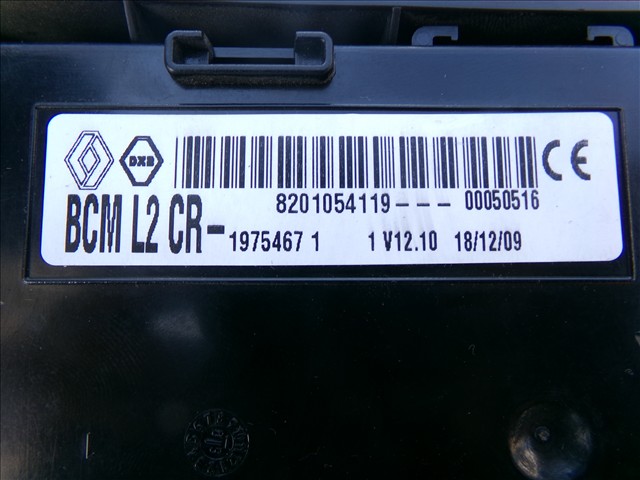 DXB
8201054119--- 00050516 CE
BCM L2 CR-1975467 1 1 V12.10 18/12/09